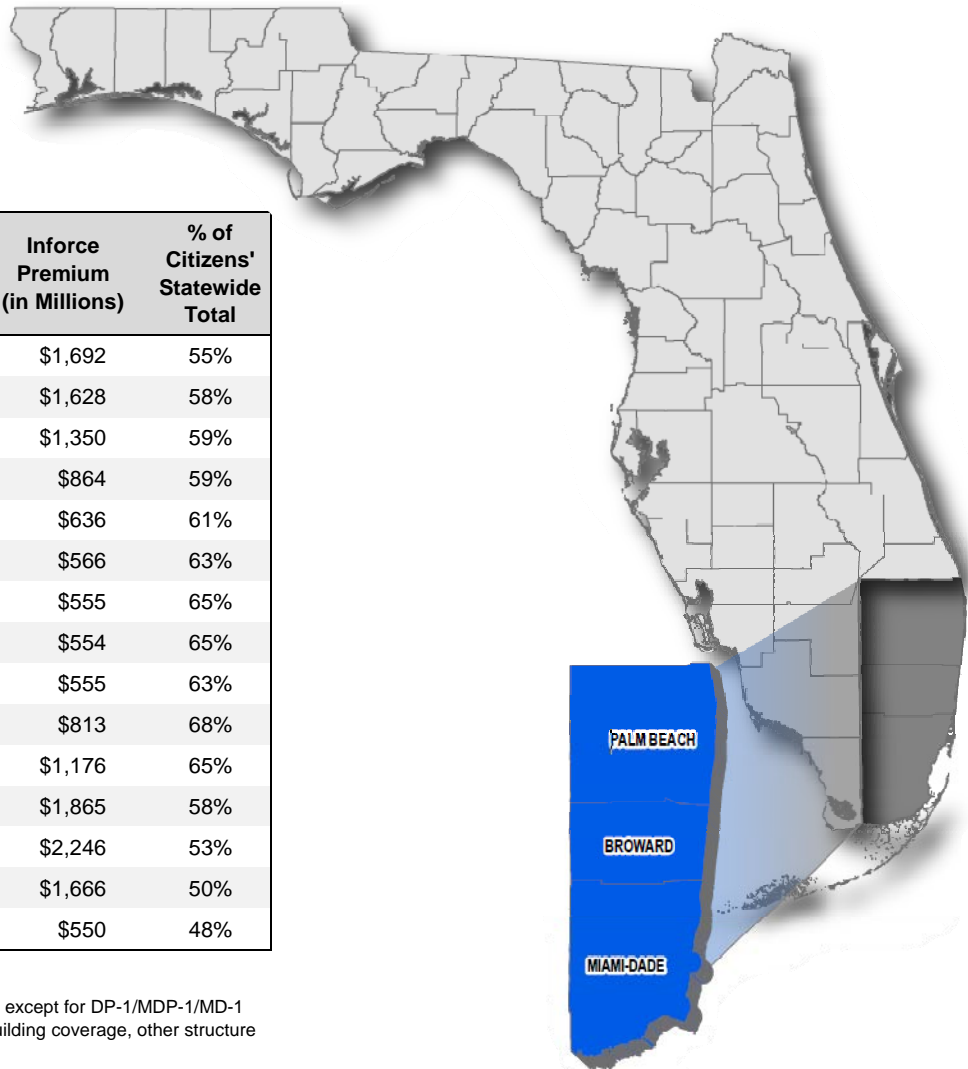 Inforce Premium (in Millions) % of Citizens' Statewide Total
$1,692 55%
$1,628 58%
$1,350 59%
$864 59%
$636 61%
$566 63%
$555 65%
$554 65%
$555 63%
$813 68%
$1,176 65%
$1,865 58%
$2,246 53%
$1,666 50%
$550 48%
except for DP-1/MDP-1/MD-1
uilding coverage, other structure
PALM BEACH
BROWARD
MIAMI-DADE